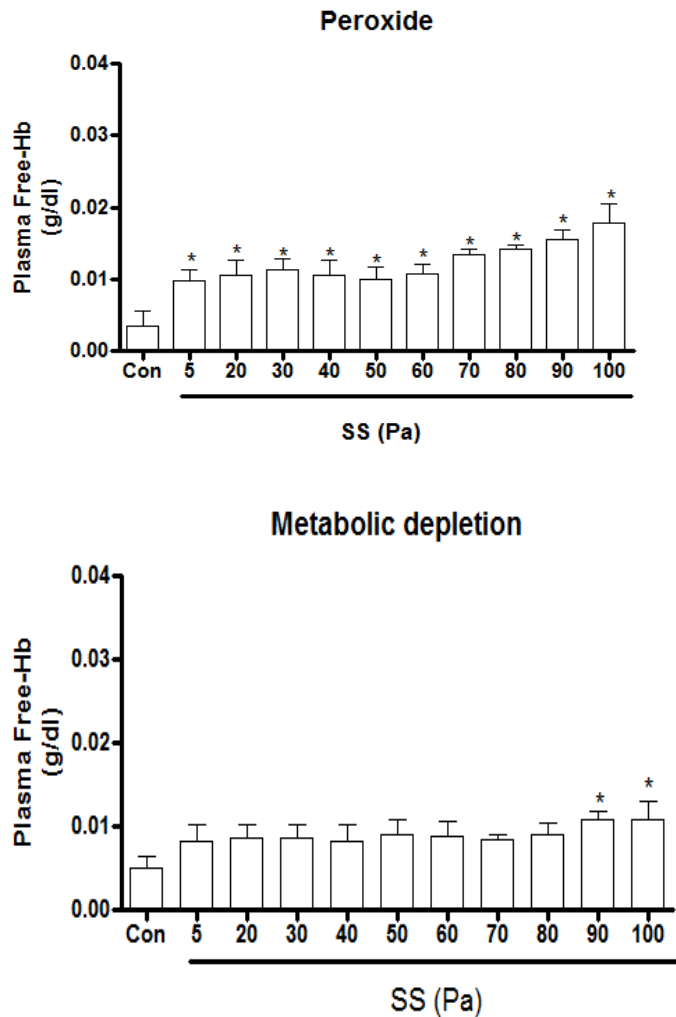 Peroxide
0.04
0.03
0.02
0.01
0.00
Plasma Free-Hb
(g/dl)
* * * * * * * * * *
Con 5 20 30 40 50 60 70 80 90 100
SS (Pa)
Metabolic depletion
0.04
0.03
0.02
0.01
0.00
Plasma Free-Hb
(g/dl)
* *
Con 5 20 30 40 50 60 70 80 90 100
SS (Pa)